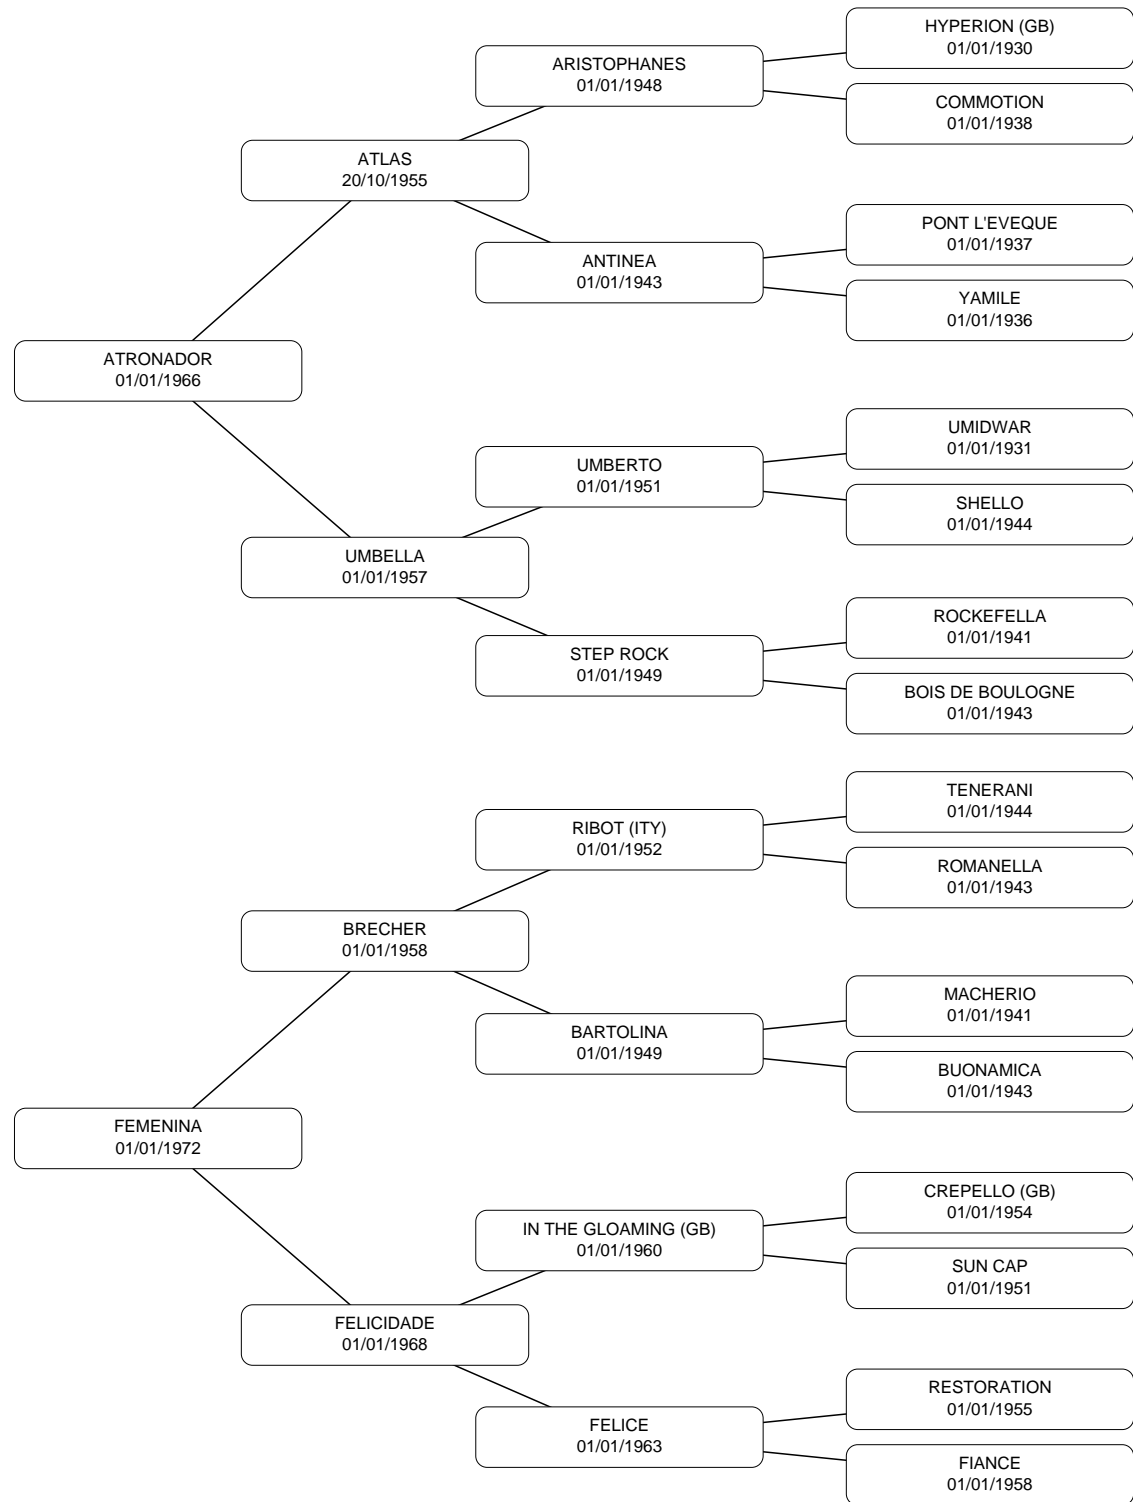 HYPERION (GB)
01/01/1930
ARISTOPHANES
01/01/1948
COMMOTION
01/01/1938
ATLAS
20/10/1955
PONT L'EVEQUE
01/01/1937
ANTINEA
01/01/1943
YAMILE
01/01/1936
ATRONADOR
01/01/1966
UMIDWAR
01/01/1931
UMBERTO
01/01/1951
SHELLO
01/01/1944
UMBELLA
01/01/1957
ROCKEFELLA
01/01/1941
STEP ROCK
01/01/1949
BOIS DE BOULOGNE
01/01/1943
TENERANI
01/01/1944
RIBOT (ITY)
01/01/1952
ROMANELLA
01/01/1943
BRECHER
01/01/1958
MACHERIO
01/01/1941
BARTOLINA
01/01/1949
BUONAMICA
01/01/1943
FEMENINA
01/01/1972
CREPELLO (GB)
01/01/1954
IN THE GLOAMING (GB)
01/01/1960
SUN CAP
01/01/1951
FELICIDADE
01/01/1968
RESTORATION
01/01/1955
FELICE
01/01/1963
FIANCE
01/01/1958